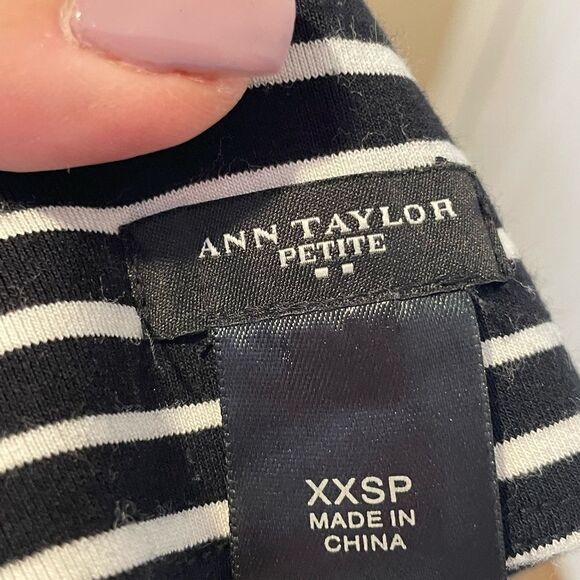 ANN TAYLOR
PETITE
XXSP
MADE IN
CHINA